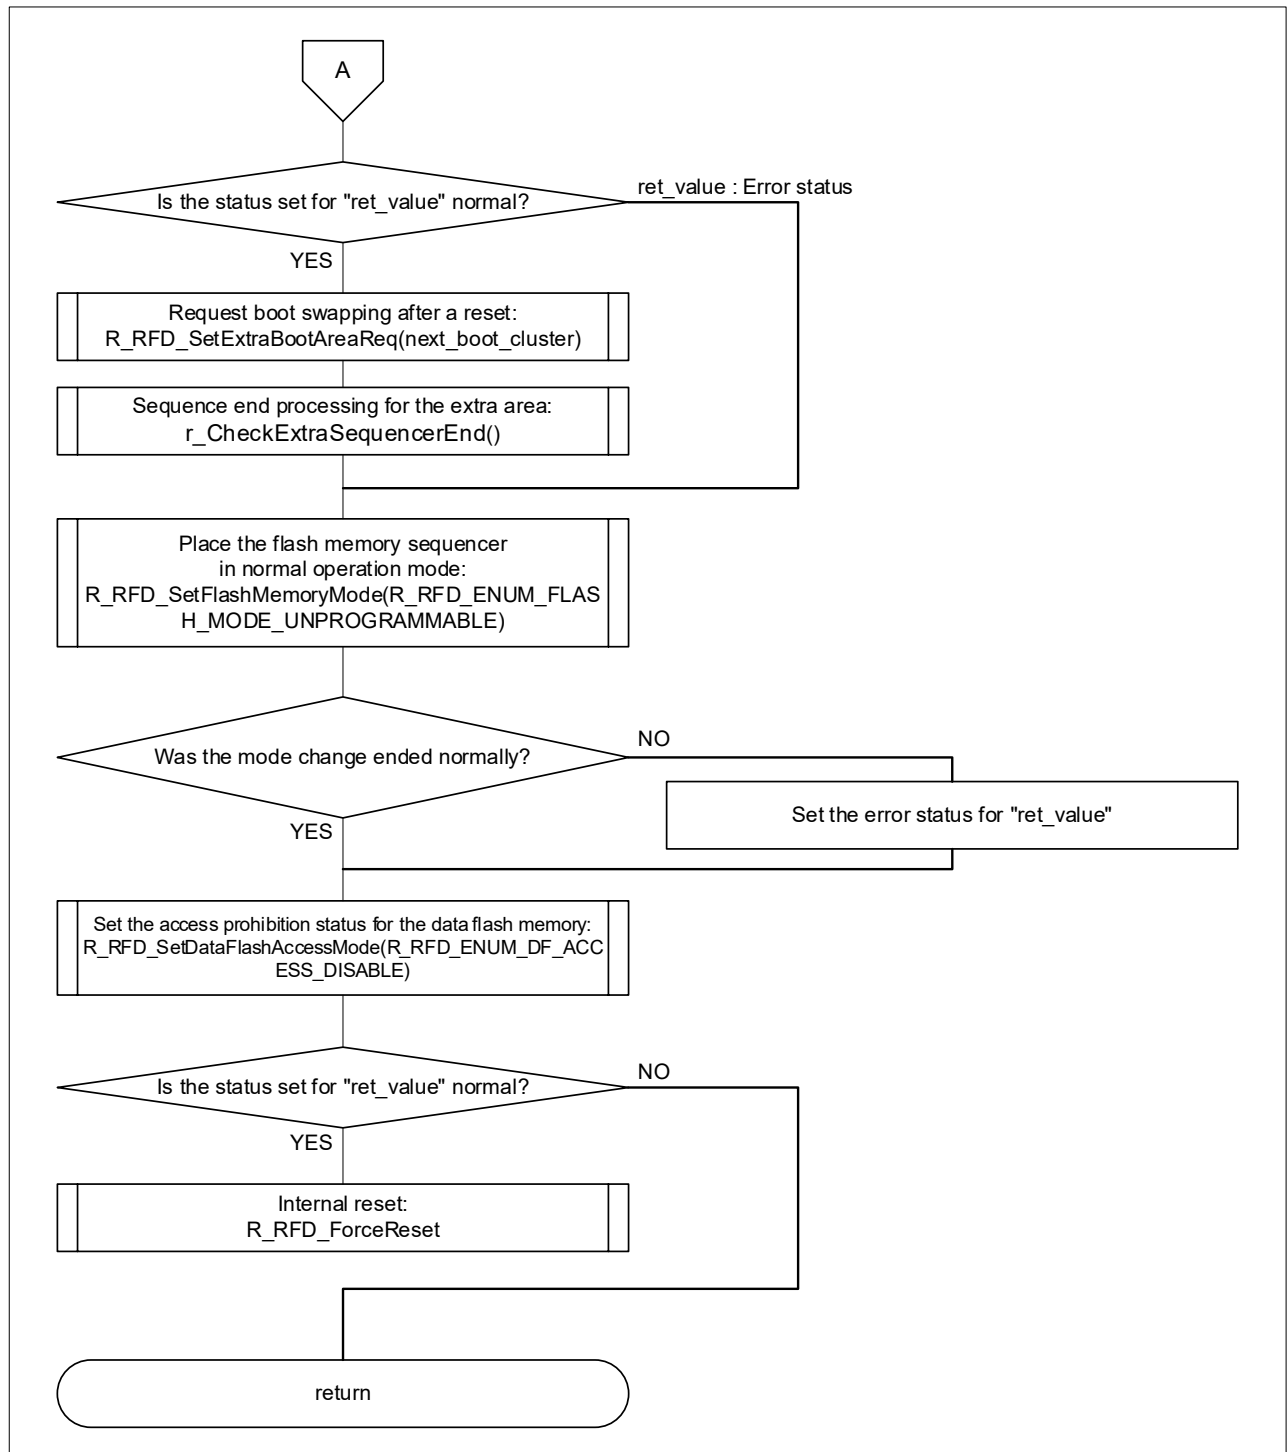 A
Is the status set for "ret_value" normal?
ret_value : Error status
YES
Request boot swapping after a reset:
R_RFD_SetExtraBootAreaReq(next_boot_cluster)
Sequence end processing for the extra area:
r_CheckExtraSequencerEnd()
Place the flash memory sequencer
in normal operation mode:
R_RFD_SetFlashMemoryMode(R_RFD_ENUM_FLAS
H_MODE_UNPROGRAMMABLE)
Was the mode change ended normally?
NO
Set the error status for "ret_value"
YES
Set the access prohibition status for the data flash memory:
R_RFD_SetDataFlashAccessMode(R_RFD_ENUM_DF_ACC
ESS_DISABLE)
Is the status set for "ret_value" normal?
NO
YES
Internal reset:
R_RFD_ForceReset
return